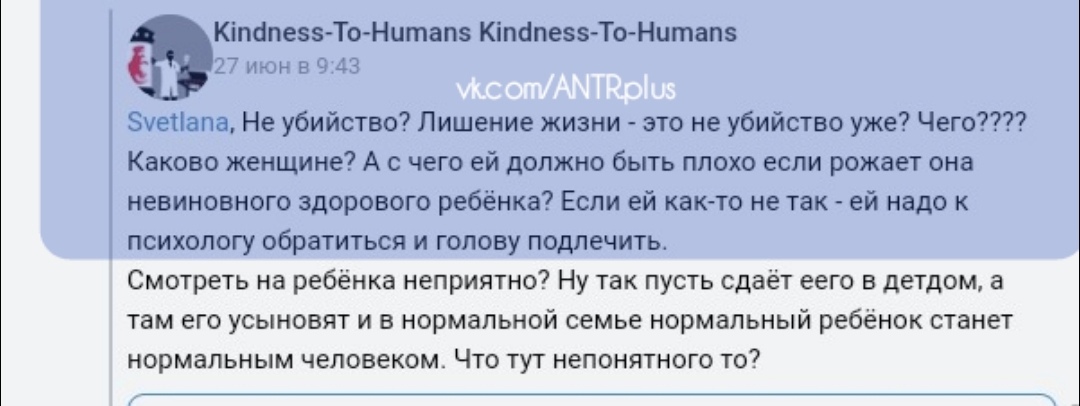 Kindness-To-Humans Kindness-To-Humans
27 июн в 9:43
vk.com/ANTRplus
Svetlana, Не убийство? Лишение жизни - это не убийство уже? Чего????
Каково женщине? А с чего ей должно быть плохо если рожает она
невиновного здорового ребёнка? Если ей как-то не так - ей надо к
психологу обратиться и голову подлечить.
Смотреть на ребёнка неприятно? Ну так пусть сдаёт еего в детдом, а
там его усыновят и в нормальной семье нормальный ребёнок станет
нормальным человеком. Что тут непонятного то?